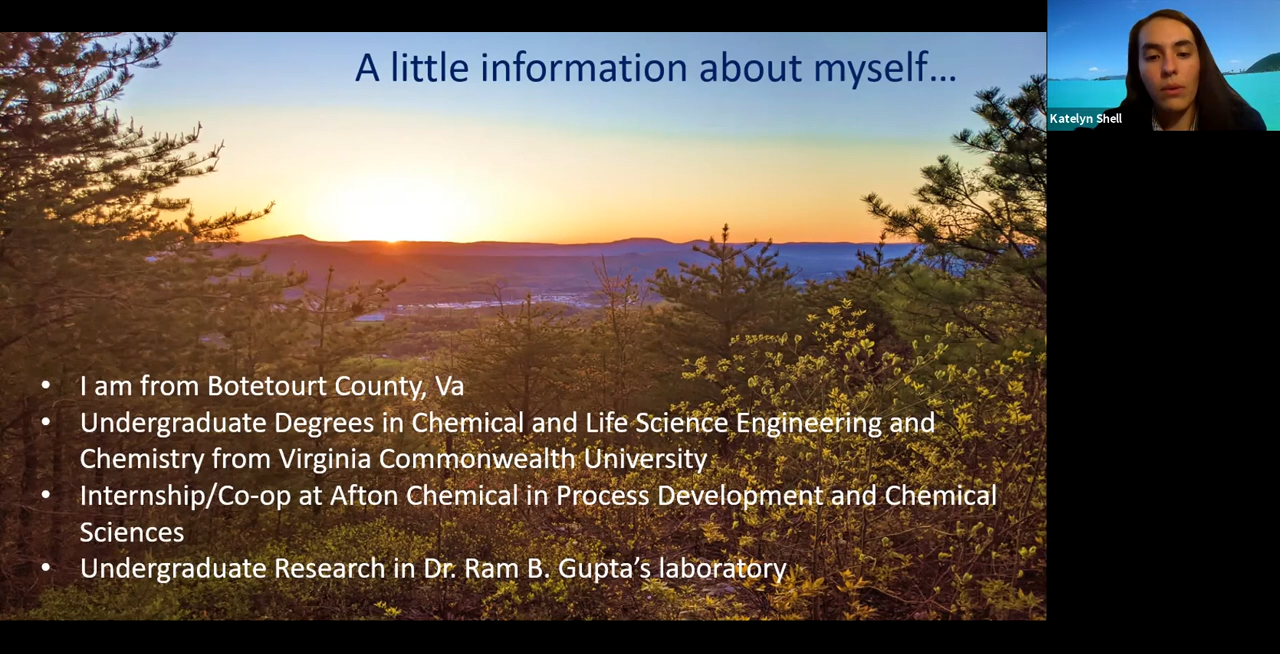 A little information about myself…
Katelyn Shell
• I am from Botetourt County, Va
• Undergraduate Degrees in Chemical and Life Science Engineering and
Chemistry from Virginia Commonwealth University
• Internship/Co-op at Afton Chemical in Process Development and Chemical
Sciences
• Undergraduate Research in Dr. Ram B. Gupta’s laboratory